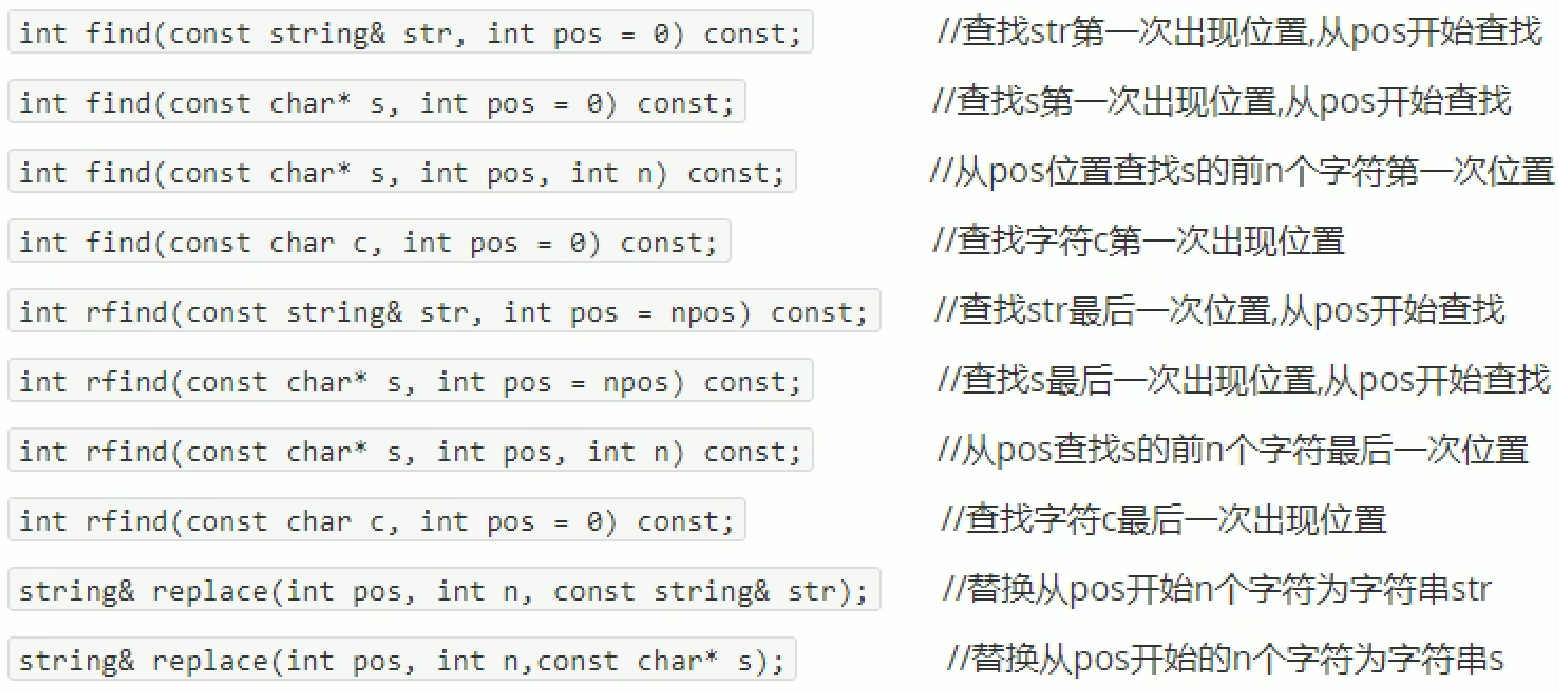 int find(const string& str, int pos = 0) const; //查找str第一次出现位置,从pos开始查找
int find(const char* s, int pos = 0) const; //查找s第一次出现位置,从pos开始查找
int find(const char* s, int pos, int n) const; //从pos位置查找s的前n个字符第一次位置
int find(const char c, int pos = 0) const; //查找字符c第一次出现位置
int rfind(const string& str, int pos = npos) const; //查找str最后一次位置,从pos开始查找
int rfind(const char* s, int pos = npos) const; //查找s最后一次出现位置,从pos开始查找
int rfind(const char* s, int pos, int n) const; //从pos查找s的前n个字符最后一次位置
int rfind(const char c, int pos = 0) const; //查找字符c最后一次出现位置
string& replace(int pos, int n, const string& str); //替换从pos开始n个字符为字符串str
string& replace(int pos, int n,const char* s); //替换从pos开始的n个字符为字符串s